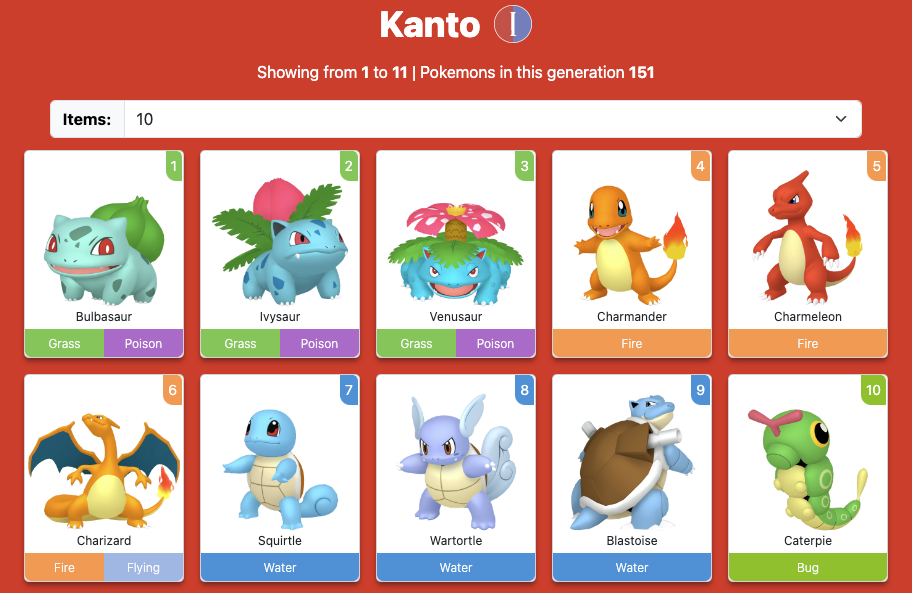 Kanto I
Showing from 1 to 11 | Pokemons in this generation 151
Items: 10
1 2 3 4 5
Bulbasaur Ivysaur Venusaur Charmander Charmeleon
Grass Poison Grass Poison Grass Poison Fire Fire
6 7 8 9 10
Charizard Squirtle Wartortle Blastoise Caterpie
Fire Flying Water Water Water Bug